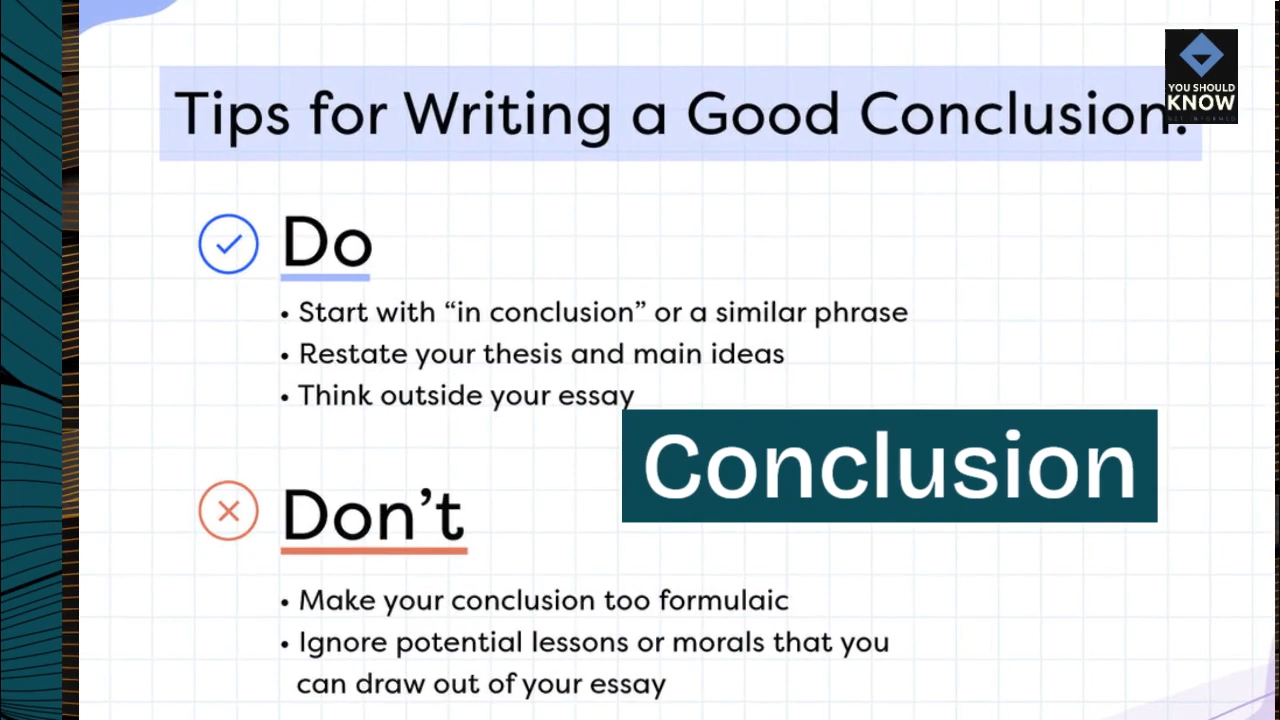 Tips for Writing a Good Conclusion.
YOU SHOULD
KNOW
GET INFORMED
Do
• Start with “in conclusion” or a similar phrase
• Restate your thesis and main ideas
• Think outside your essay
Conclusion
Don’t
• Make your conclusion too formulaic
• Ignore potential lessons or morals that you
can draw out of your essay